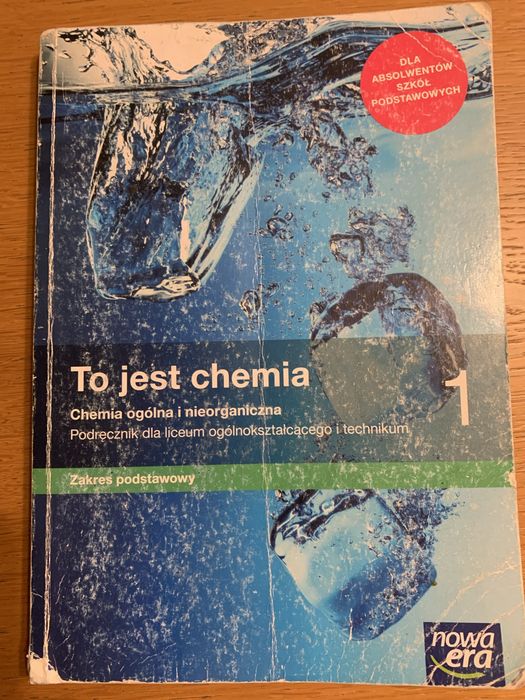 DLA
ABSOLWENTÓW
SZKÓŁ
PODSTAWOWYCH
To jest chemia
1
Chemia ogólna i nieorganiczna
Podręcznik dla liceum ogólnokształcącego i technikum
Zakres podstawowy
nowa
era